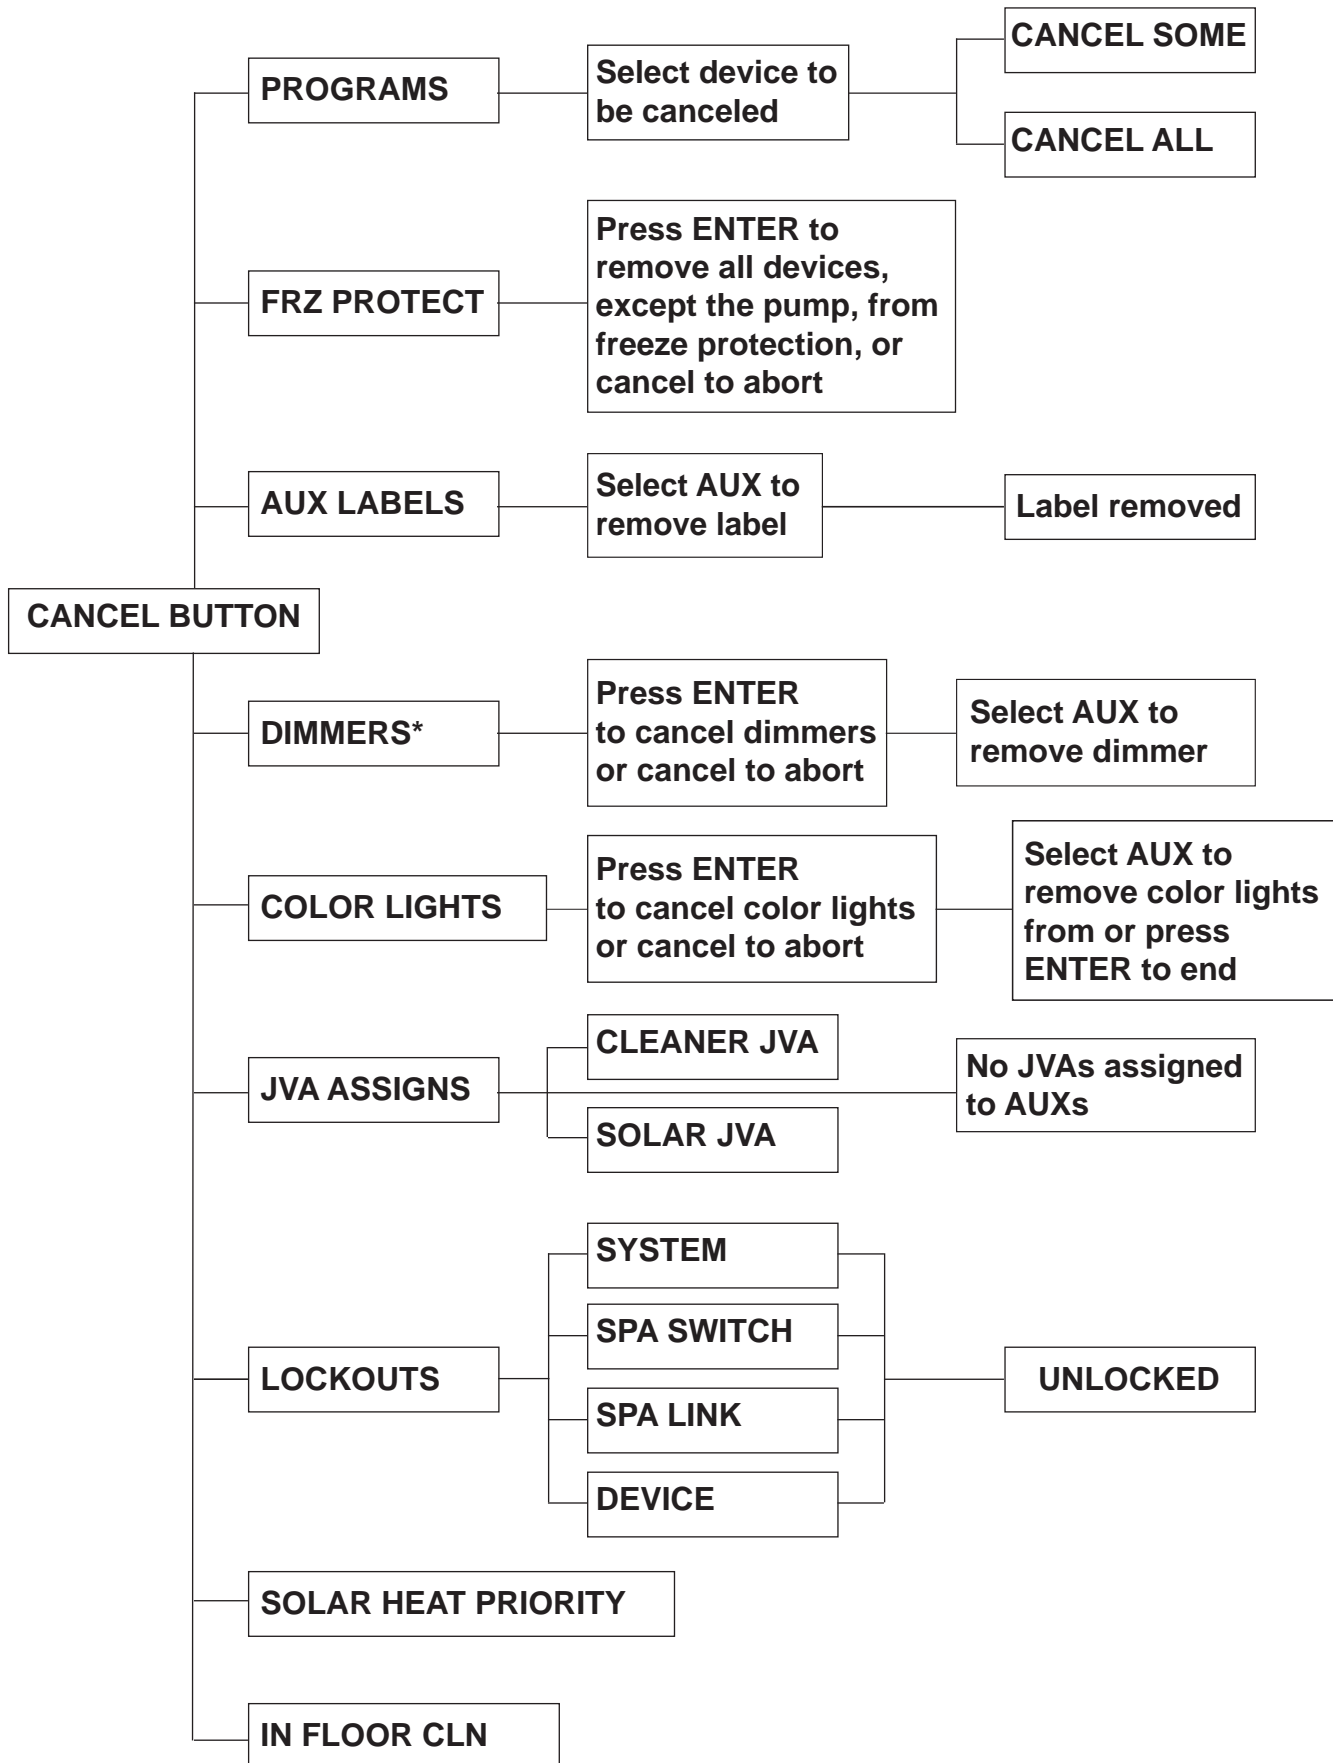 CANCEL BUTTON
PROGRAMS
Select device to
be canceled
CANCEL SOME
CANCEL ALL
FRZ PROTECT
Press ENTER to
remove all devices,
except the pump, from
freeze protection, or
cancel to abort
AUX LABELS
Select AUX to
remove label
Label removed
DIMMERS*
Press ENTER
to cancel dimmers
or cancel to abort
Select AUX to
remove dimmer
COLOR LIGHTS
Press ENTER
to cancel color lights
or cancel to abort
Select AUX to
remove color lights
from or press
ENTER to end
JVA ASSIGNS
CLEANER JVA
SOLAR JVA
No JVAs assigned
to AUXs
LOCKOUTS
SYSTEM
SPA SWITCH
SPA LINK
DEVICE
UNLOCKED
SOLAR HEAT PRIORITY
IN FLOOR CLN